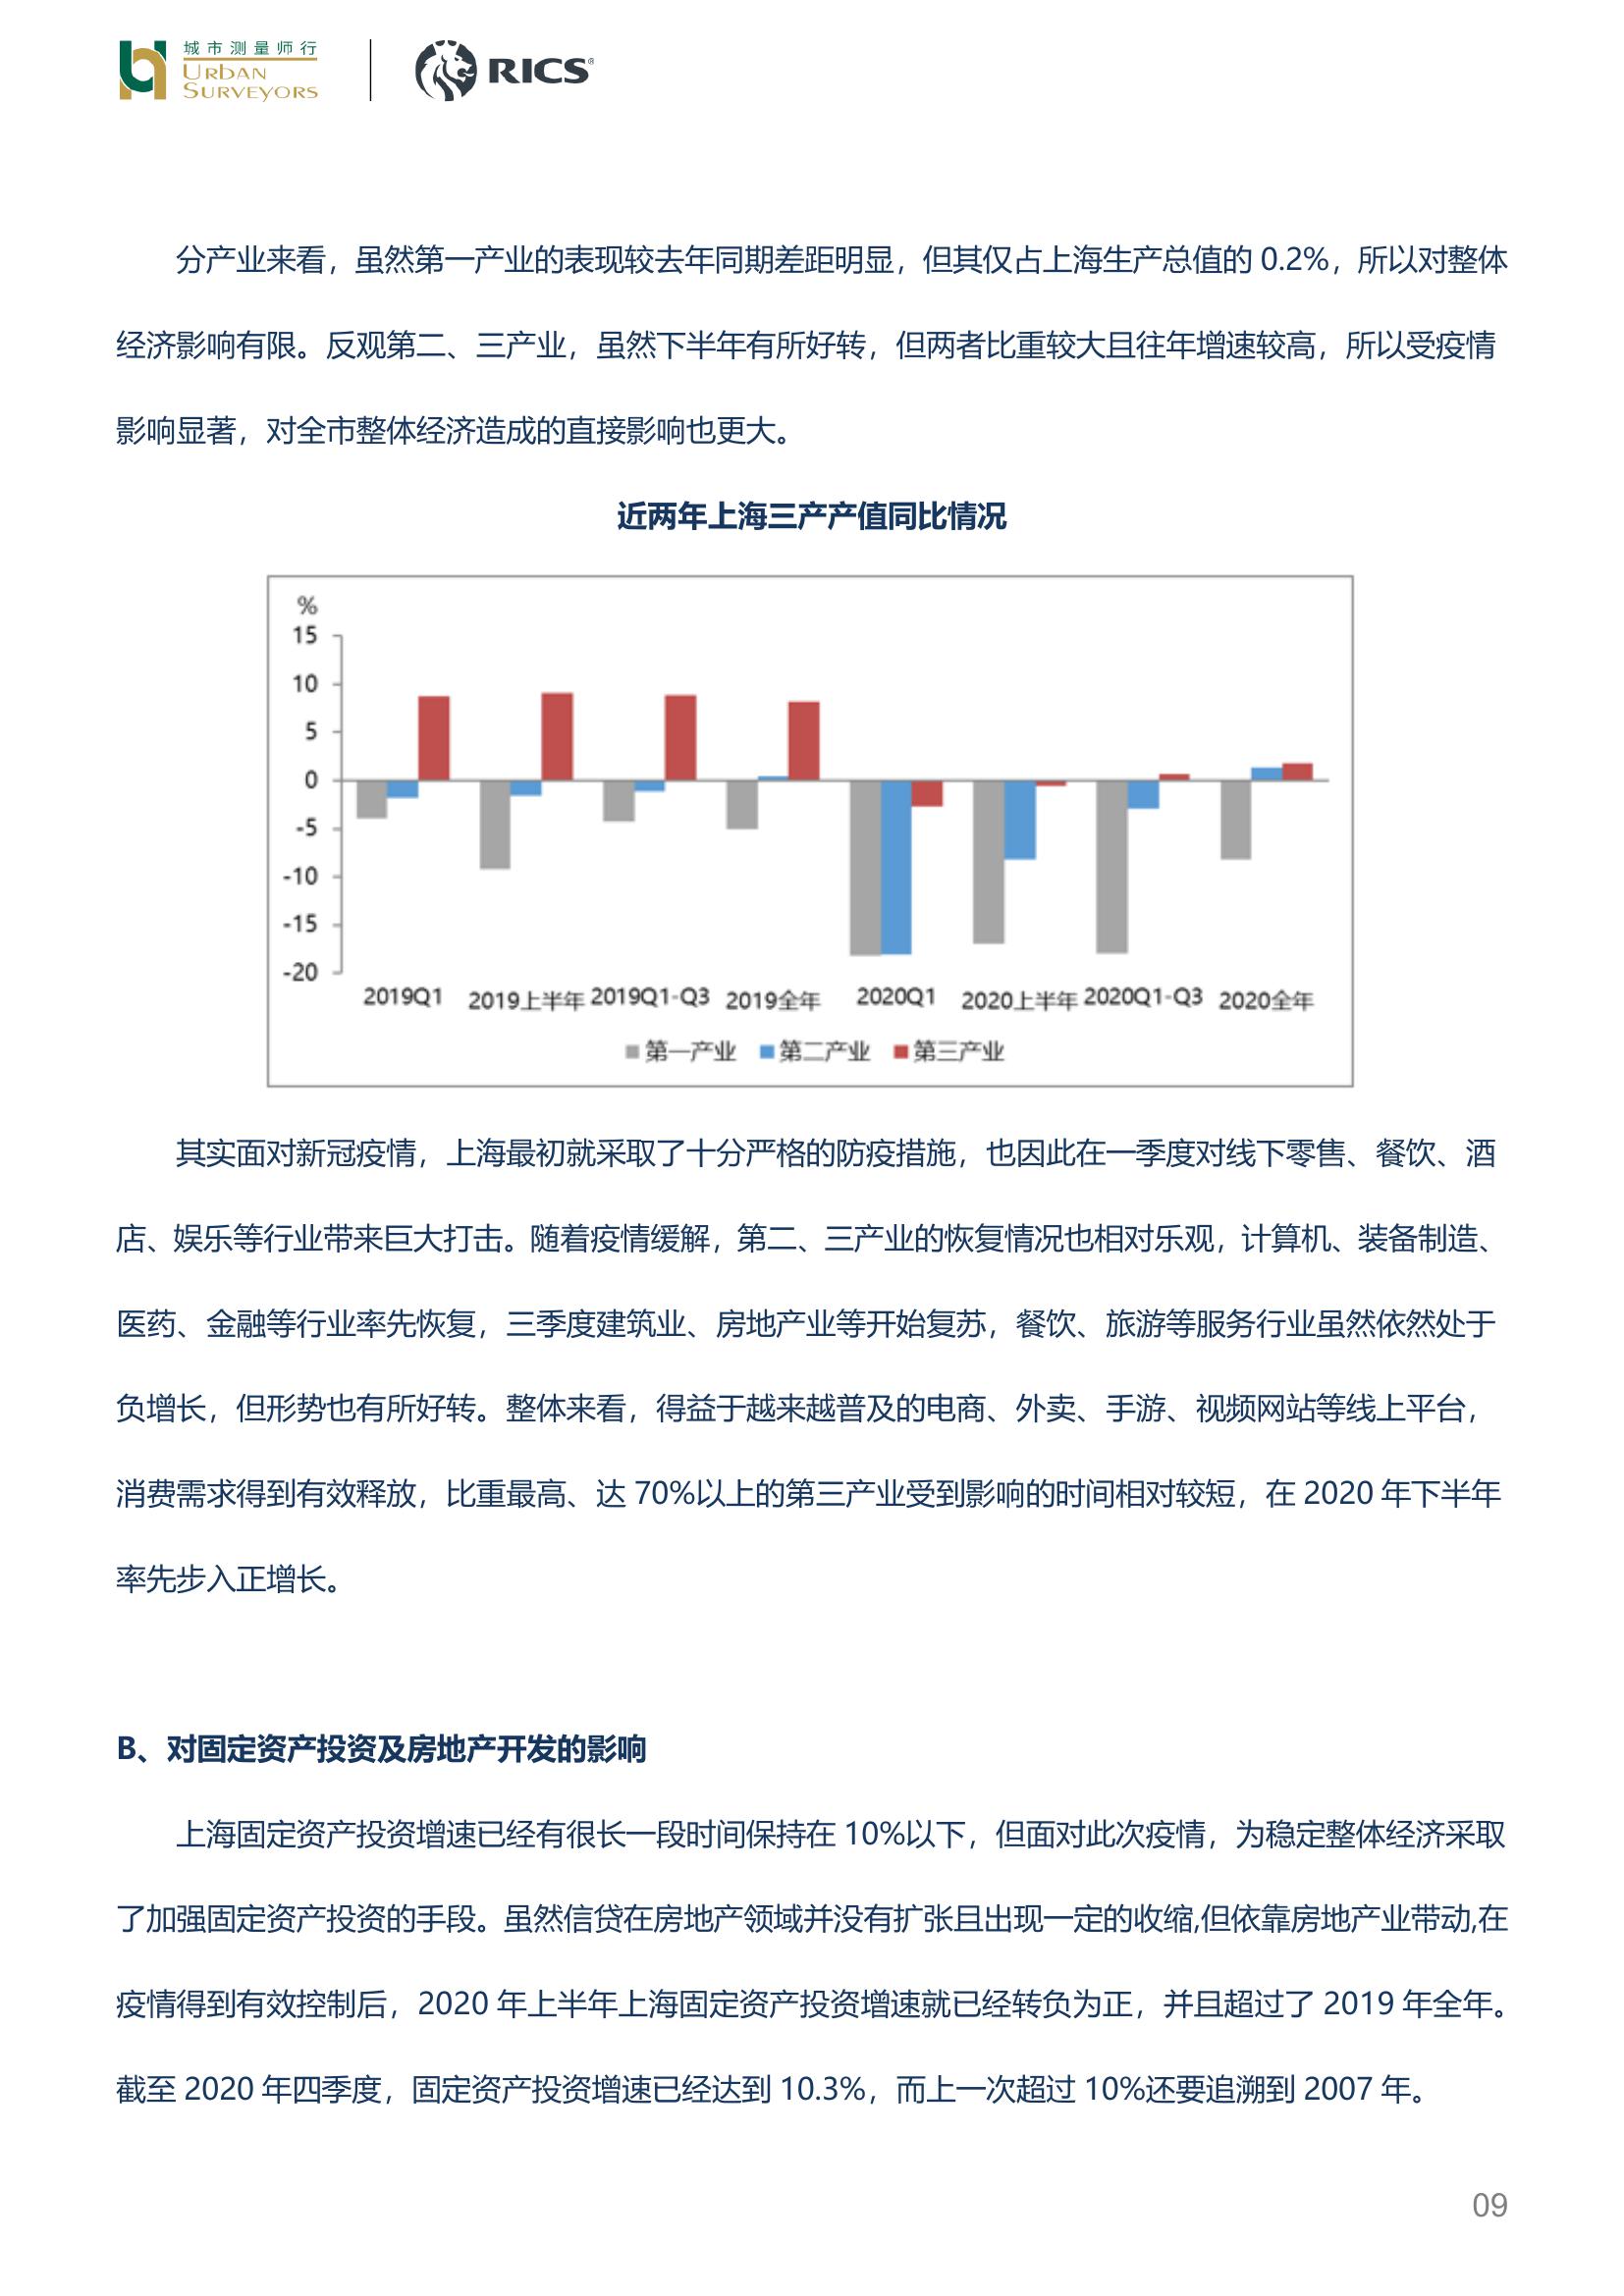 城市测量师行
URBAN
SURVEYORS
RICS®
分产业来看，虽然第一产业的表现较去年同期差距明显，但其仅占上海生产总值的 0.2%，所以对整体
经济影响有限。反观第二、三产业，虽然下半年有所好转，但两者比重较大且往年增速较高，所以受疫情
影响显著，对全市整体经济造成的直接影响也更大。
近两年上海三产产值同比情况
%
15
10
5
0
-5
-10
-15
-20
2019Q1 2019上半年 2019Q1-Q3 2019全年 2020Q1 2020上半年 2020Q1-Q3 2020全年
第一产业 第二产业 第三产业
其实面对新冠疫情，上海最初就采取了十分严格的防疫措施，也因此在一季度对线下零售、餐饮、酒
店、娱乐等行业带来巨大打击。随着疫情缓解，第二、三产业的恢复情况也相对乐观，计算机、装备制造、
医药、金融等行业率先恢复，三季度建筑业、房地产业等开始复苏，餐饮、旅游等服务行业虽然依然处于
负增长，但形势也有所好转。整体来看，得益于越来越普及的电商、外卖、手游、视频网站等线上平台，
消费需求得到有效释放，比重最高、达 70%以上的第三产业受到影响的时间相对较短，在 2020 年下半年
率先步入正增长。
B、对固定资产投资及房地产开发的影响
上海固定资产投资增速已经有很长一段时间保持在 10%以下，但面对此次疫情，为稳定整体经济采取
了加强固定资产投资的手段。虽然信贷在房地产领域并没有扩张且出现一定的收缩,但依靠房地产业带动,在
疫情得到有效控制后，2020 年上半年上海固定资产投资增速就已经转负为正，并且超过了 2019 年全年。
截至 2020 年四季度，固定资产投资增速已经达到 10.3%，而上一次超过 10%还要追溯到 2007 年。
09